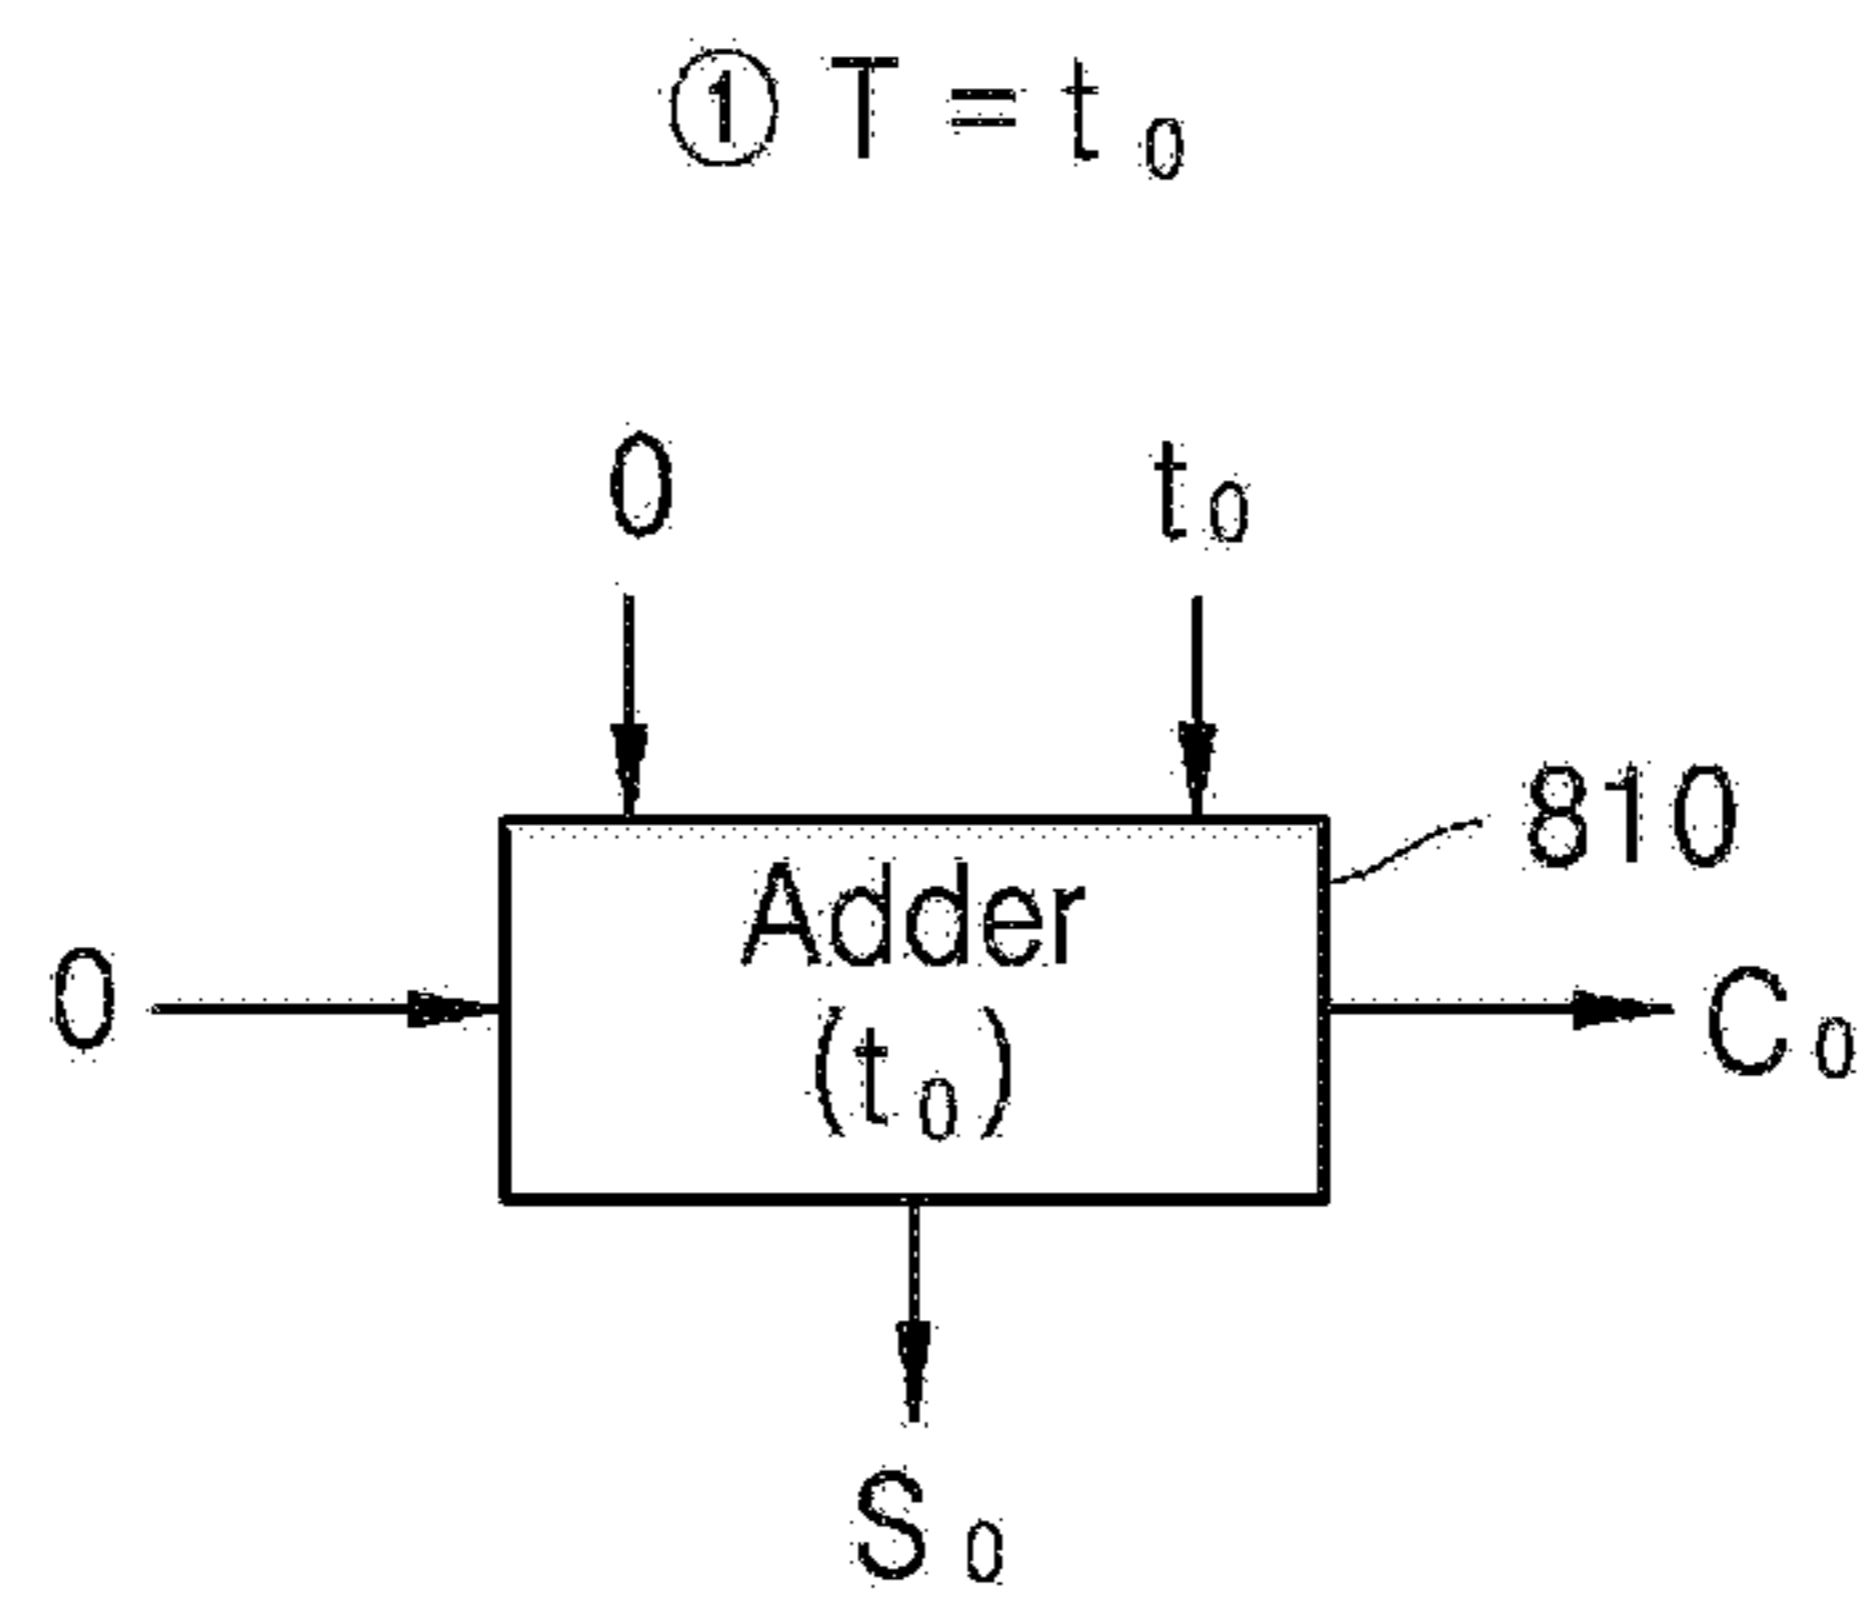 ① T = t₀
0 t₀
810
Adder
0 (t₀) C₀
S₀